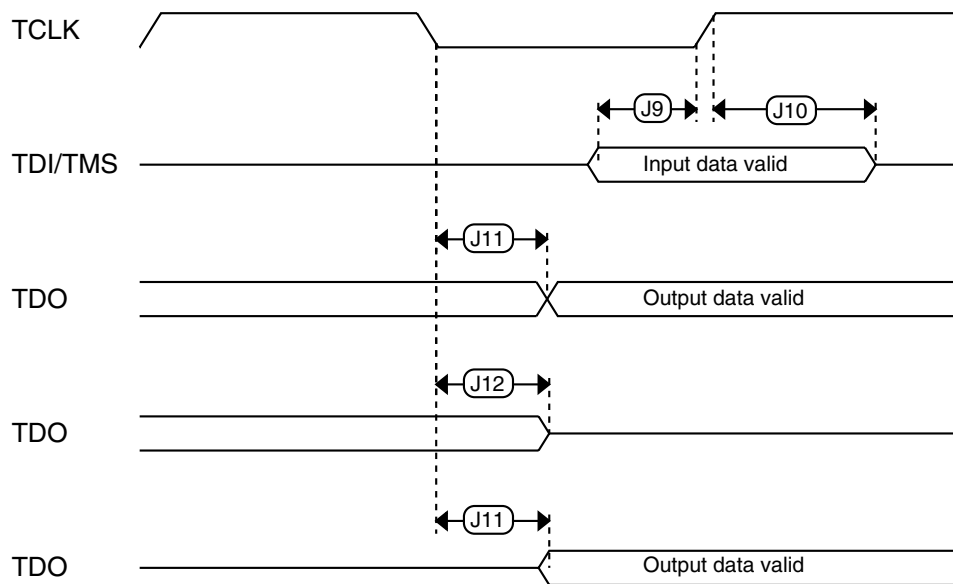 TCLK
J9
J10
TDI/TMS
Input data valid
J11
TDO
Output data valid
J12
TDO
J11
TDO
Output data valid